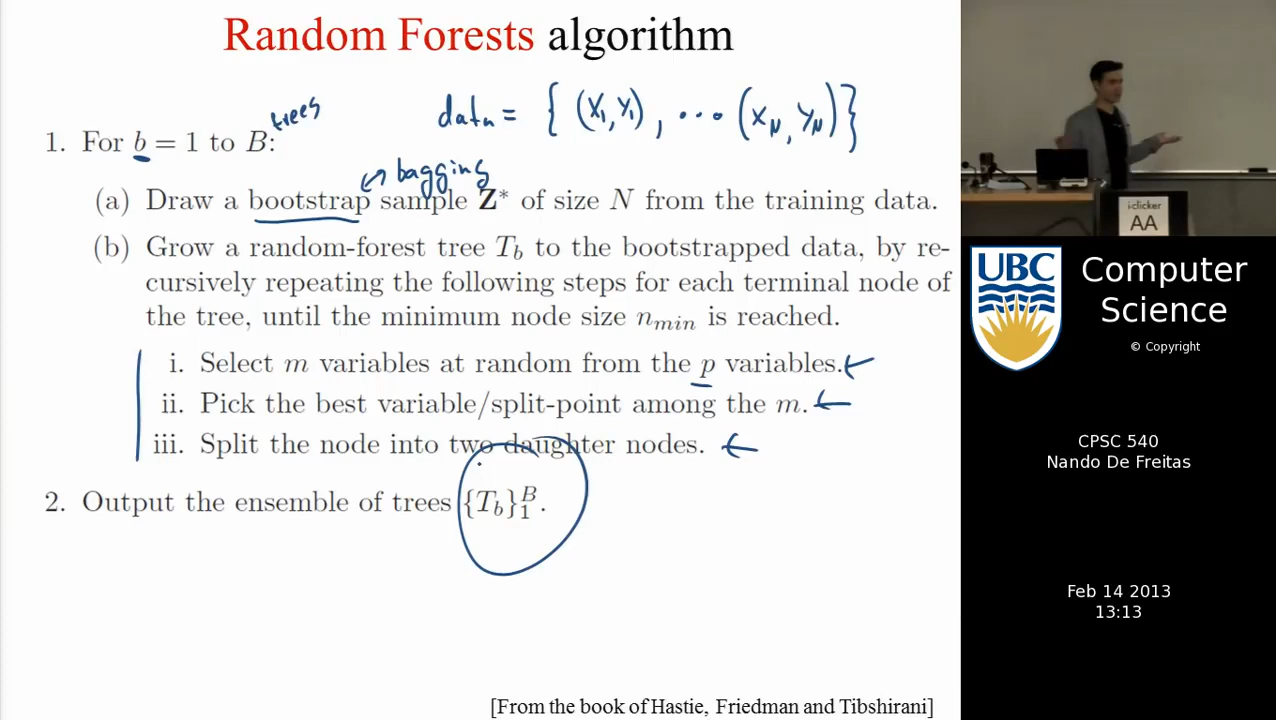 Random Forests algorithm
trees
data = { (x1, y1), ... (xN, yN) }
1. For b = 1 to B:
bagging
(a) Draw a bootstrap sample Z* of size N from the training data.
(b) Grow a random-forest tree Tb to the bootstrapped data, by re-
cursively repeating the following steps for each terminal node of
the tree, until the minimum node size nmin is reached.
i. Select m variables at random from the p variables.
ii. Pick the best variable/split-point among the m.
iii. Split the node into two daughter nodes.
2. Output the ensemble of trees {Tb}1B.
[From the book of Hastie, Friedman and Tibshirani]
i·clicker
AA
UBC
Computer
Science
© Copyright
CPSC 540
Nando De Freitas
Feb 14 2013
13:13